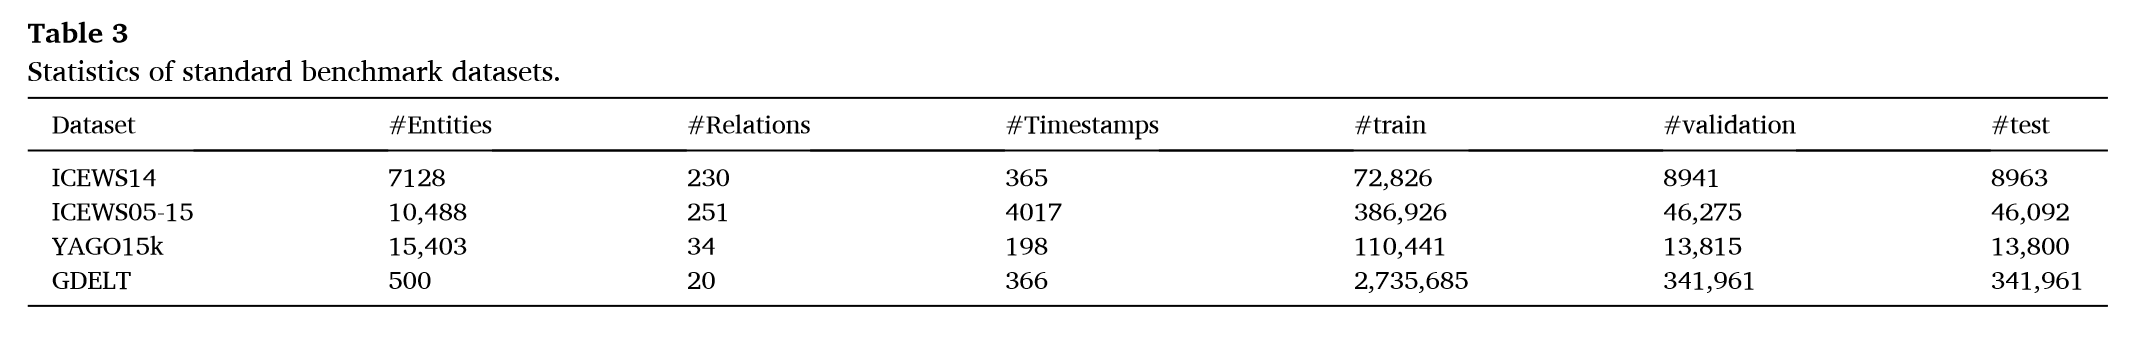 Table 3
Statistics of standard benchmark datasets.
Dataset #Entities #Relations #Timestamps #train #validation #test
ICEWS14 7128 230 365 72,826 8941 8963
ICEWS05-15 10,488 251 4017 386,926 46,275 46,092
YAGO15k 15,403 34 198 110,441 13,815 13,800
GDELT 500 20 366 2,735,685 341,961 341,961